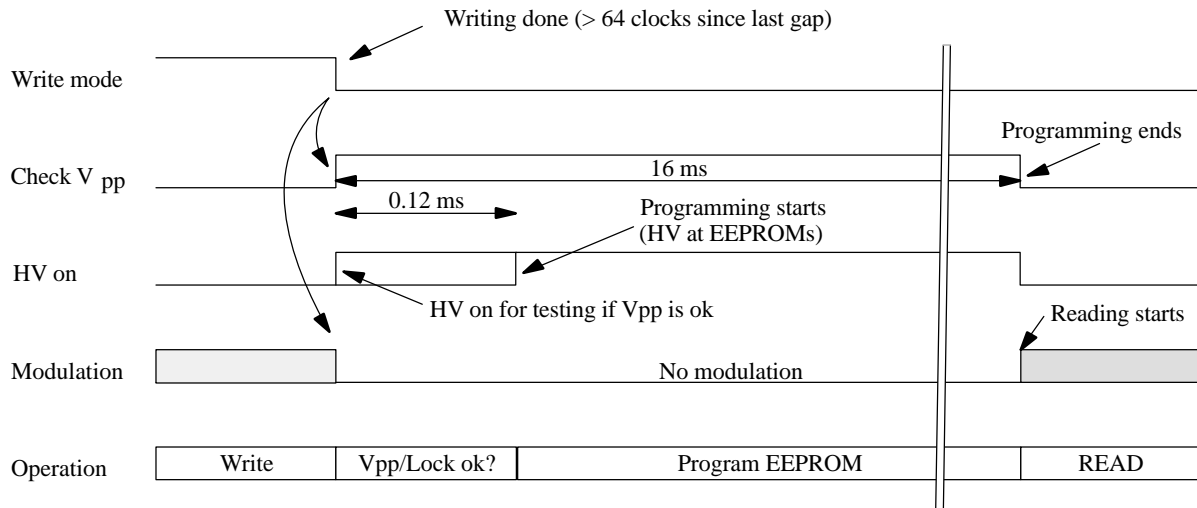 Writing done (> 64 clocks since last gap)
Write mode
Programming ends
Check V pp
16 ms
0.12 ms
Programming starts
(HV at EEPROMs)
HV on
HV on for testing if Vpp is ok
Reading starts
Modulation
No modulation
Operation
Write
Vpp/Lock ok?
Program EEPROM
READ